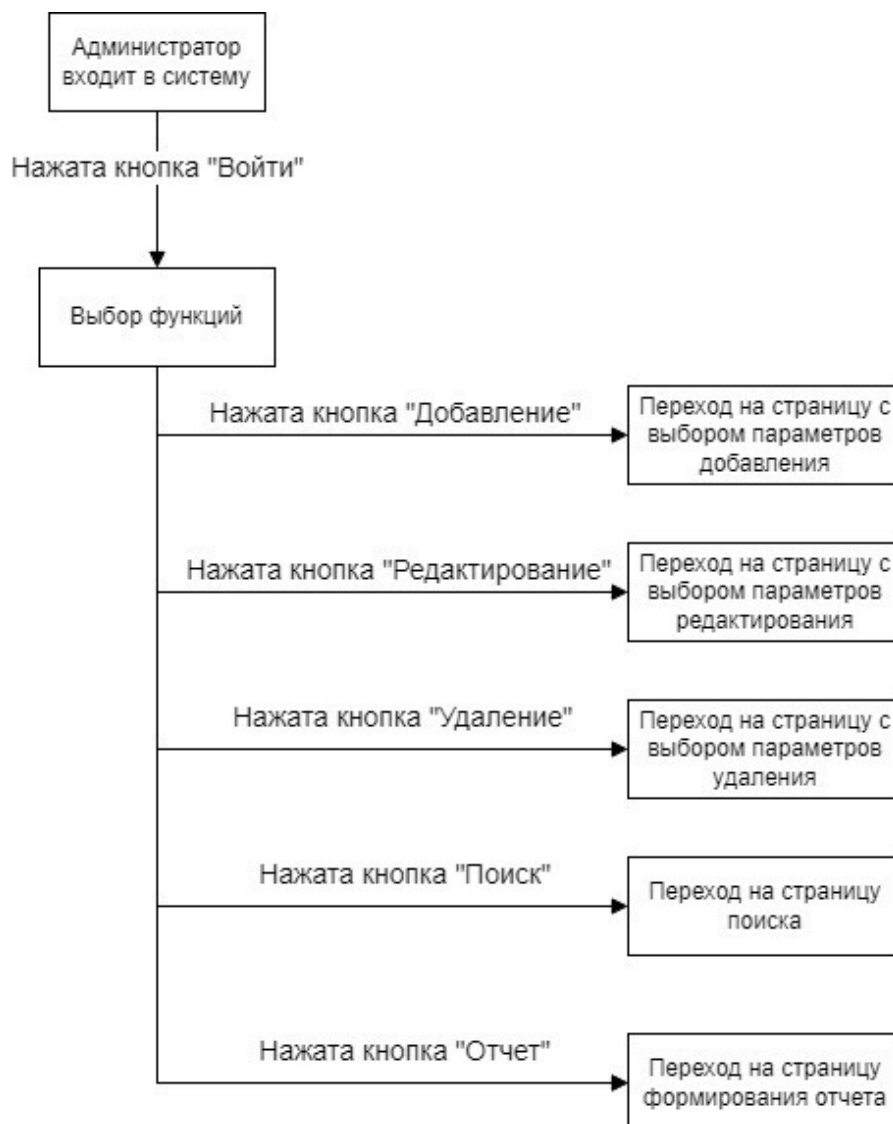 Администратор
входит в систему
Нажата кнопка "Войти"
Выбор функций
Нажата кнопка "Добавление"
Переход на страницу с
выбором параметров
добавления
Нажата кнопка "Редактирование"
Переход на страницу с
выбором параметров
редактирования
Нажата кнопка "Удаление"
Переход на страницу с
выбором параметров
удаления
Нажата кнопка "Поиск"
Переход на страницу
поиска
Нажата кнопка "Отчет"
Переход на страницу
формирования отчета